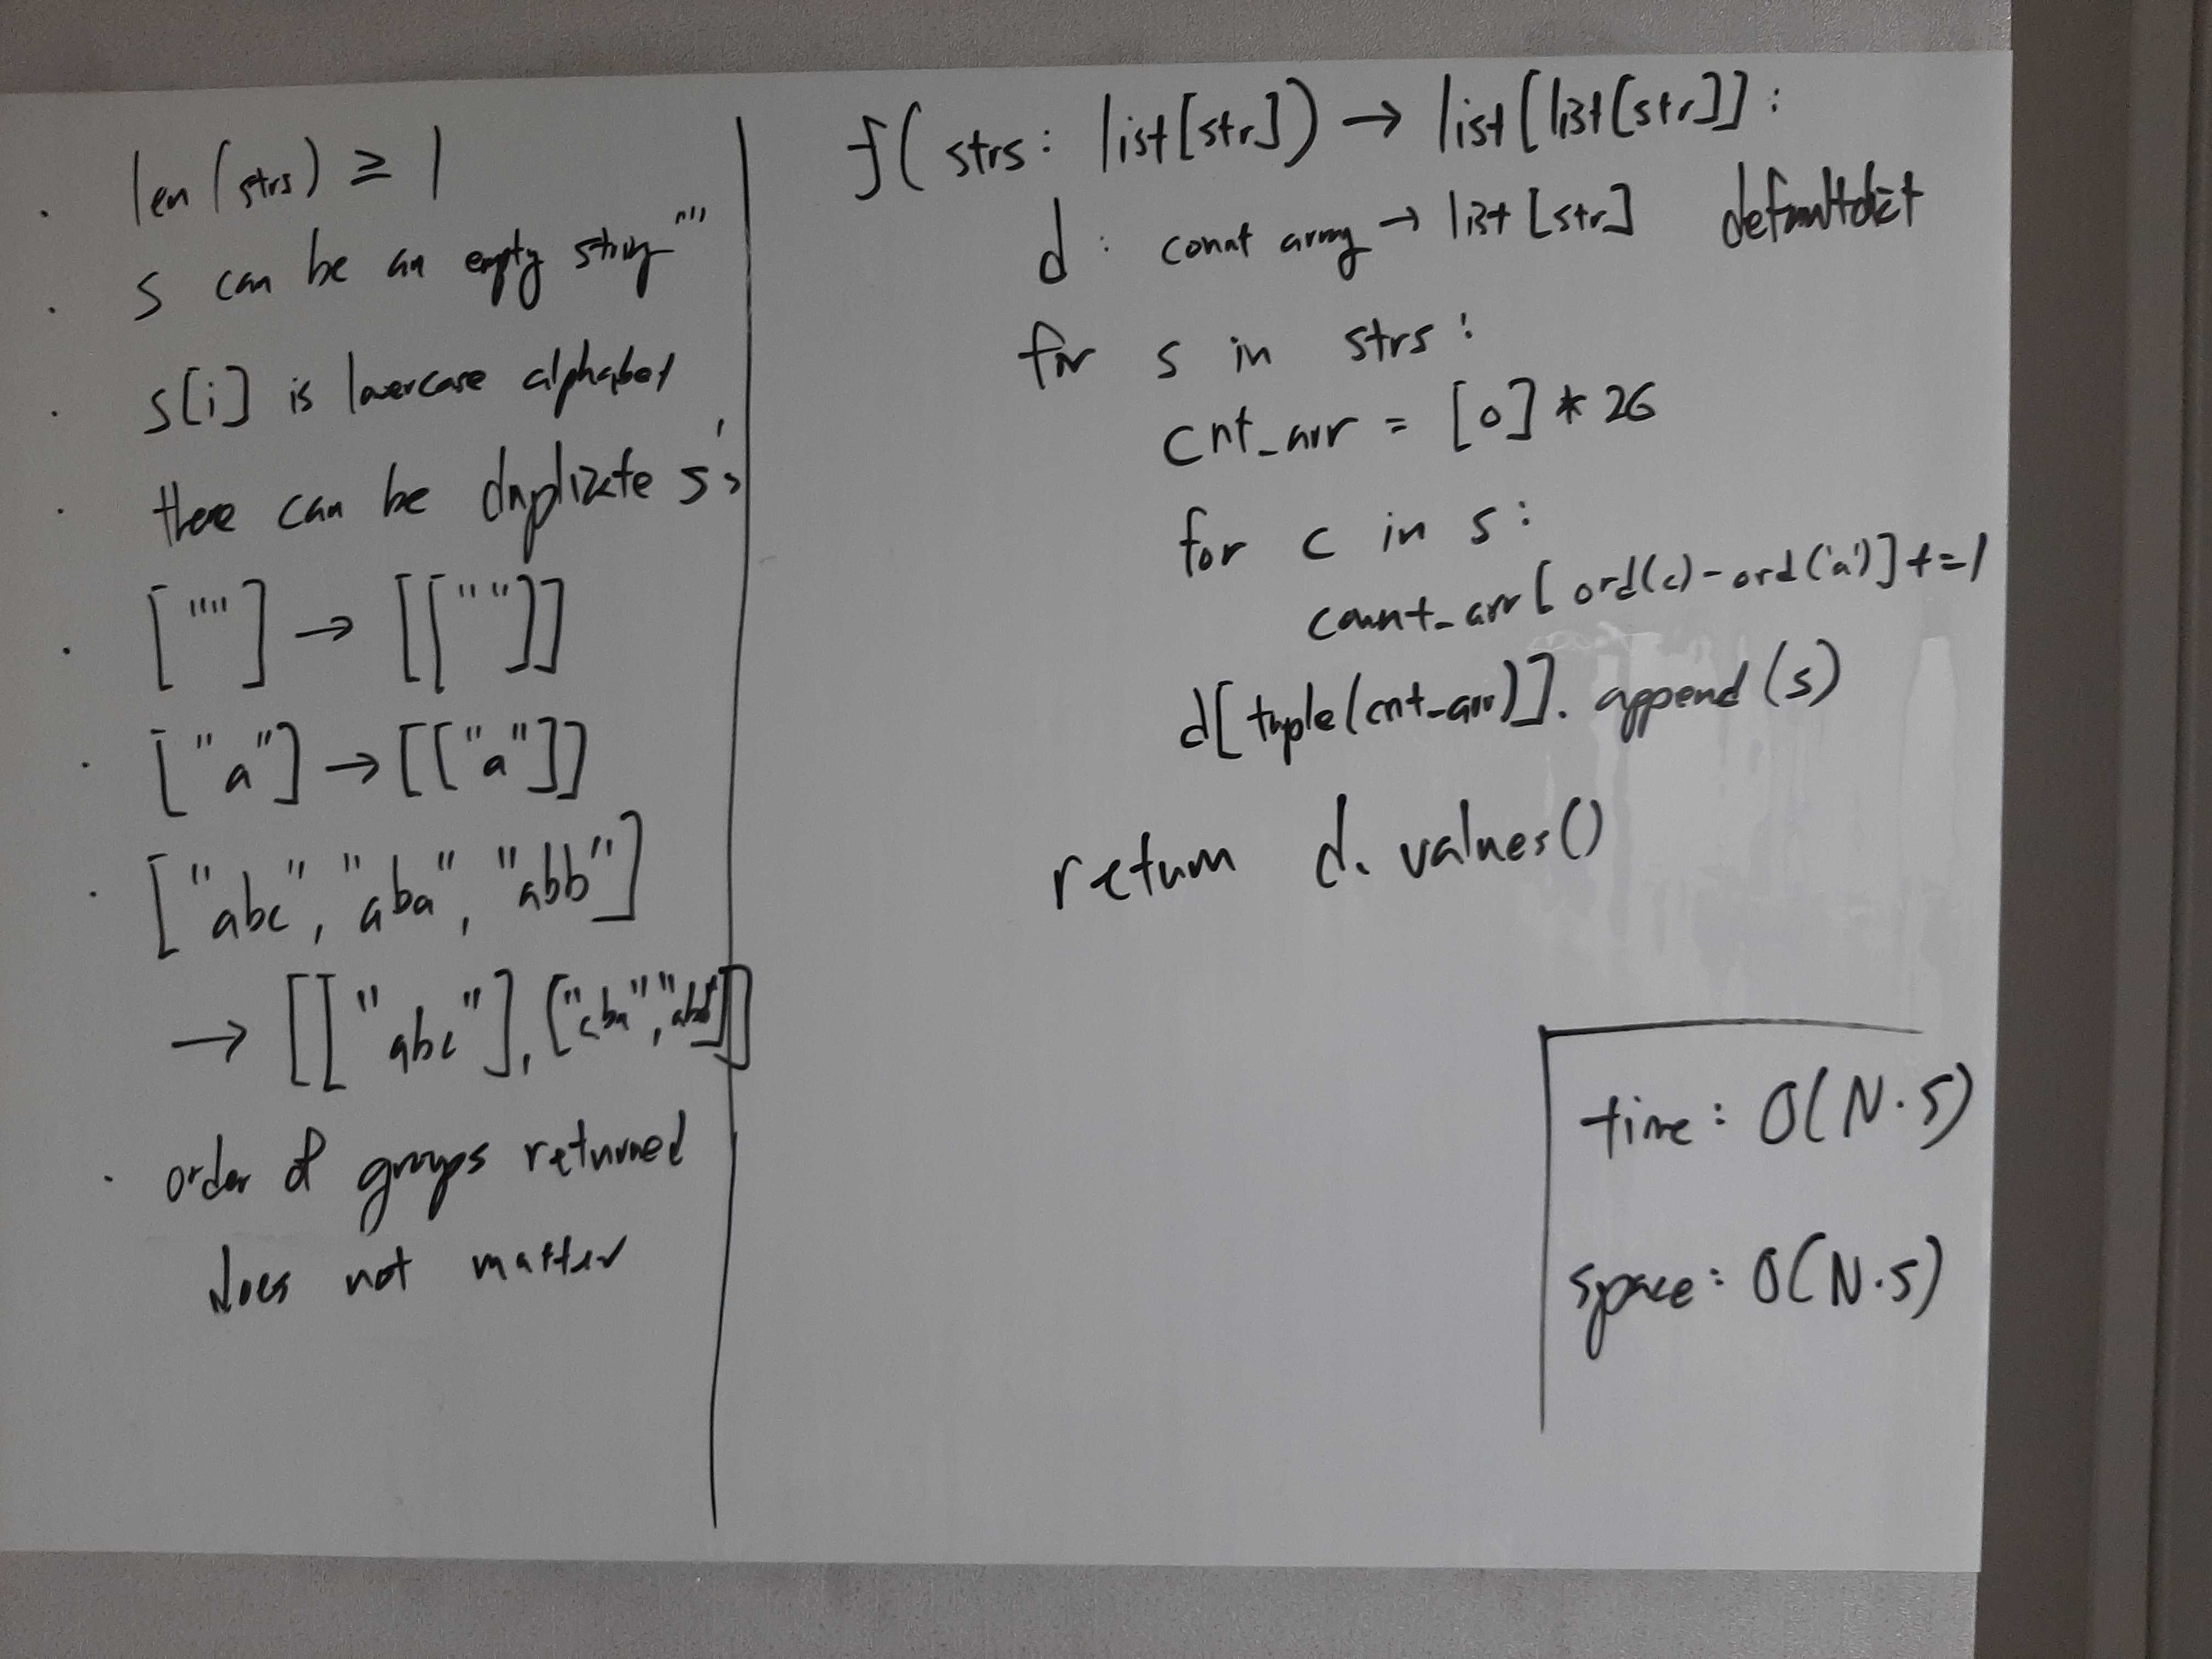 · len(strs) ≥ 1
· s can be an empty string ""
· s[i] is lowercase alphabet
· there can be duplicate s's
· [""] → [[""]]
· ["a"] → [["a"]]
· ["abc", "aba", "abb"]
→ [["abc"], ["aba", "abb"]]
· order of groups returned
does not matter
f(strs: list[str]) → list[list[str]]:
d: count array → list[str] defaultdict
for s in strs:
cnt_arr = [0] * 26
for c in s:
count_arr[ord(c)-ord('a')] += 1
d[tuple(cnt_arr)].append(s)
return d.values()
time: O(N·S)
space: O(N·S)